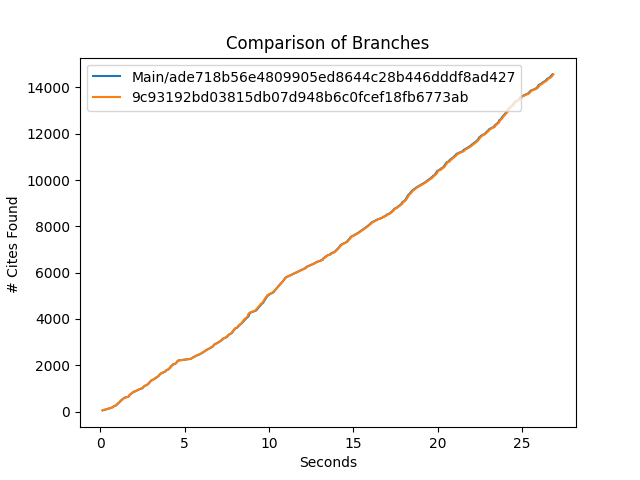 Comparison of Branches
Main/ade718b56e4809905ed8644c28b446dddf8ad427
9c93192bd03815db07d948b6c0fcef18fb6773ab
# Cites Found
14000
12000
10000
8000
6000
4000
2000
0
0 5 10 15 20 25
Seconds